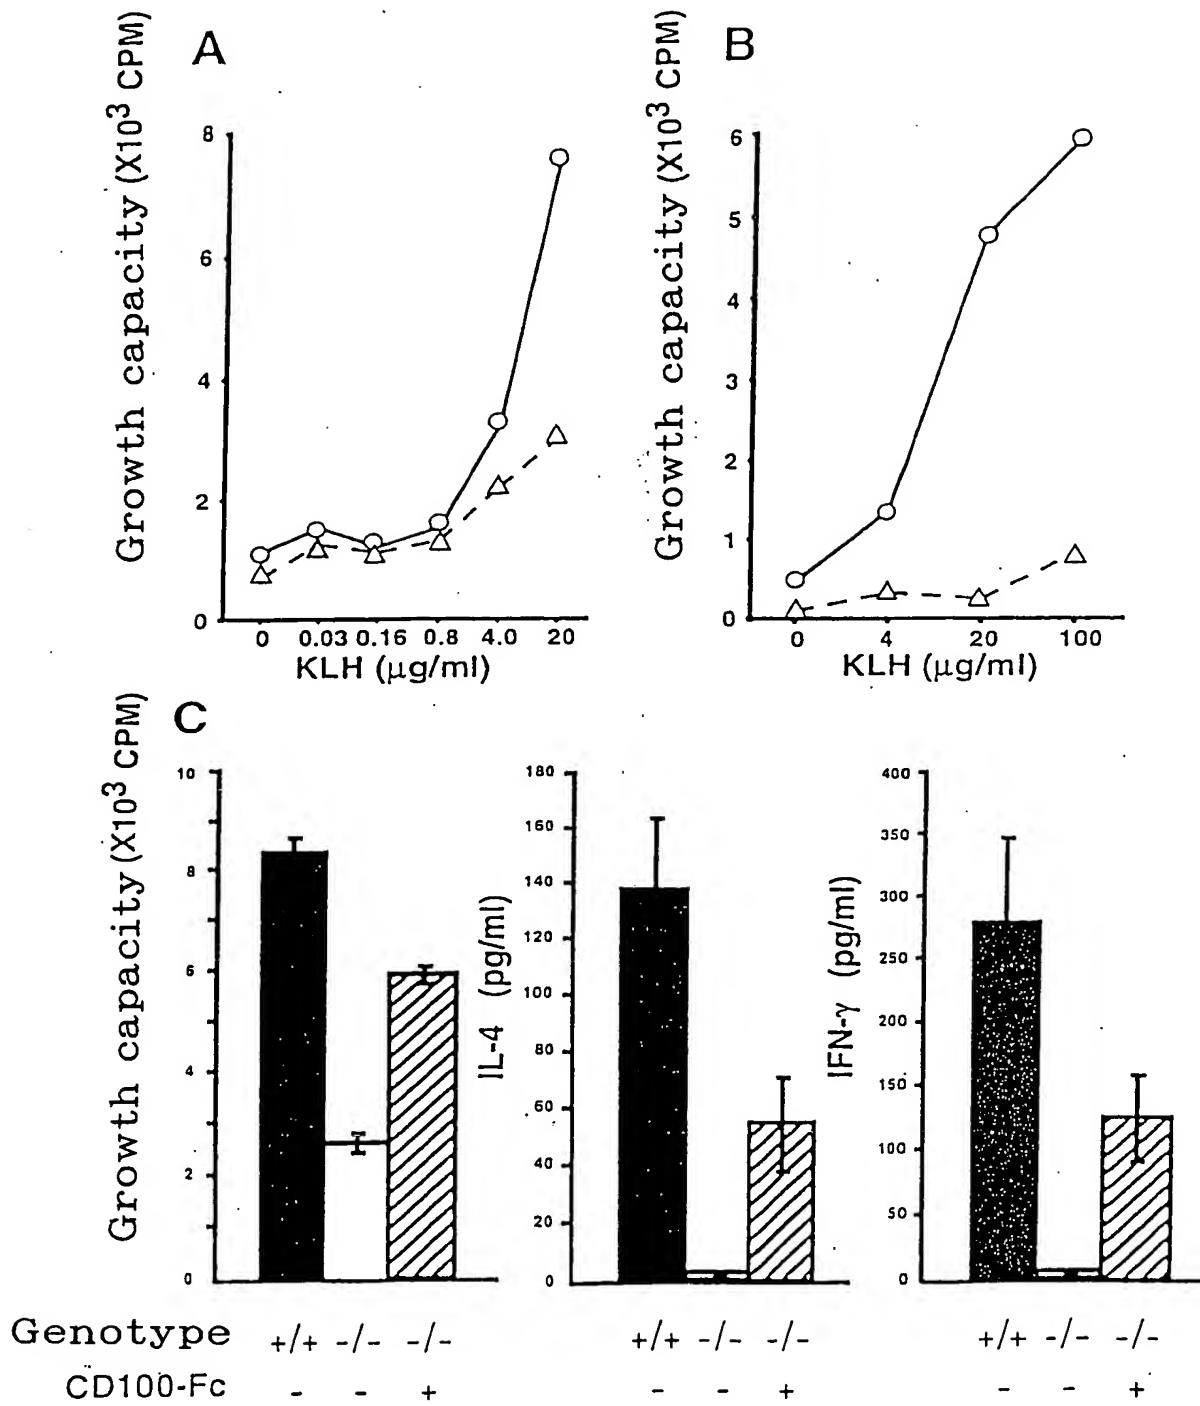 A
Growth capacity (X10³ CPM)
8
6
4
2
0
0 0.03 0.16 0.8 4.0 20
KLH (μg/ml)
B
Growth capacity (X10³ CPM)
6
5
4
3
2
1
0
0 4 20 100
KLH (μg/ml)
C
Growth capacity (X10³ CPM)
10
8
6
4
2
0
IL-4 (pg/ml)
180
160
140
120
100
80
60
40
20
0
IFN-γ (pg/ml)
400
350
300
250
200
150
100
50
0
Genotype +/+ -/- -/- +/+ -/- -/- +/+ -/- -/-
CD100-Fc - - + - - + - - +